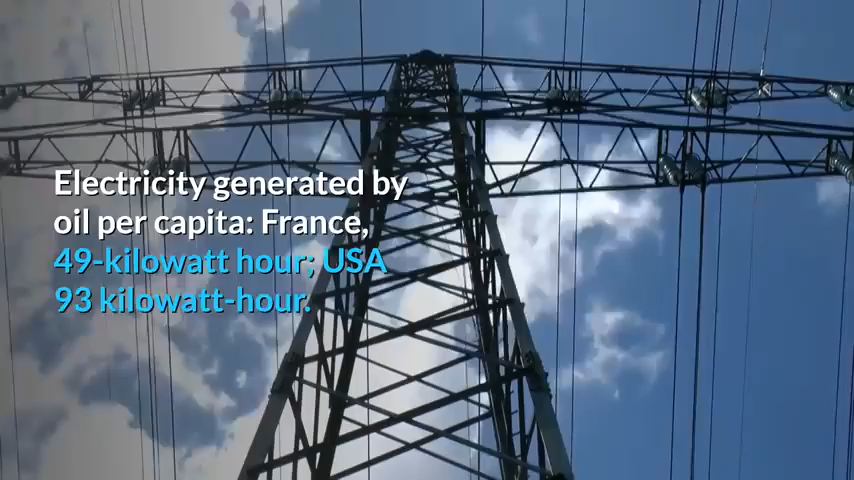 Electricity generated by
oil per capita: France,
49-kilowatt hour; USA
93 kilowatt-hour.